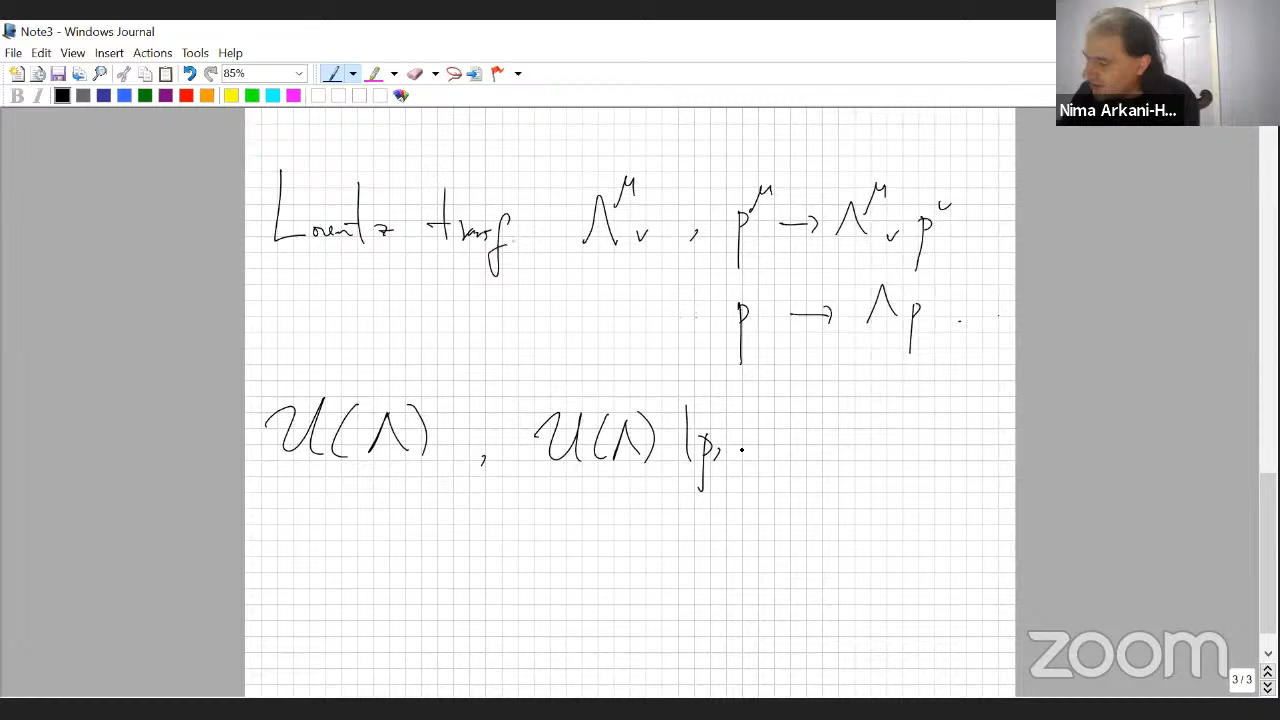 Note3 - Windows Journal
File Edit View Insert Actions Tools Help
85%
B I
Nima Arkani-H...
Lorentz transf. Λ^μ_ν , p^μ → Λ^μ_ν p^ν
p → Λp .
U(Λ) , U(Λ) |p,
zoom
3 / 3